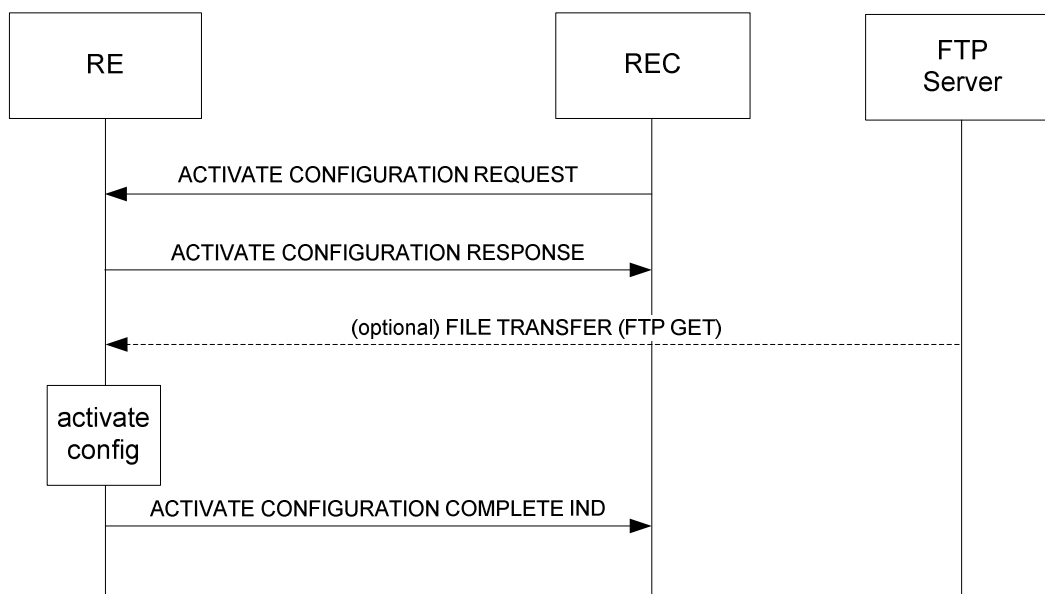 RE
REC
FTP
Server
ACTIVATE CONFIGURATION REQUEST
ACTIVATE CONFIGURATION RESPONSE
(optional) FILE TRANSFER (FTP GET)
activate
config
ACTIVATE CONFIGURATION COMPLETE IND